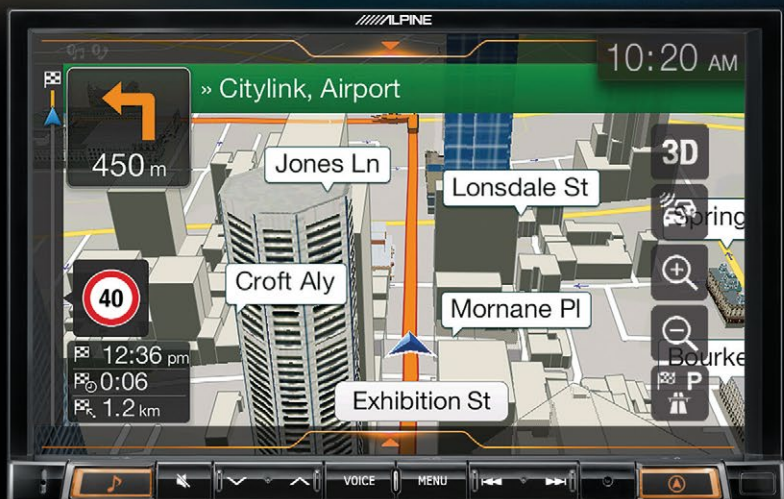 ALPINE
10:20 AM
» Citylink, Airport
450 m
3D
Jones Ln
Lonsdale St
Spring
Croft Aly
40
Mornane Pl
12:36 pm
Bourke
0:06
P
1.2 km
Exhibition St
VOICE
MENU